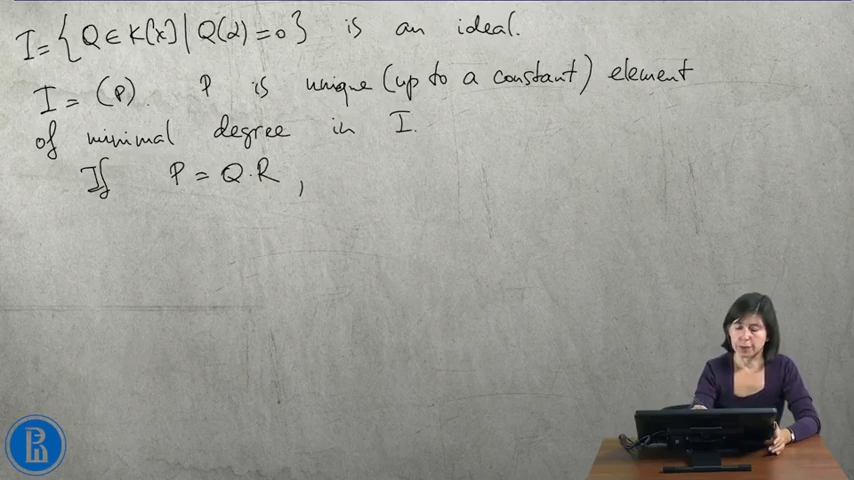 I = { Q ∈ K[x] | Q(α) = 0 } is an ideal.
I = (P). P is unique (up to a constant) element
of minimal degree in I.
If P = Q·R,